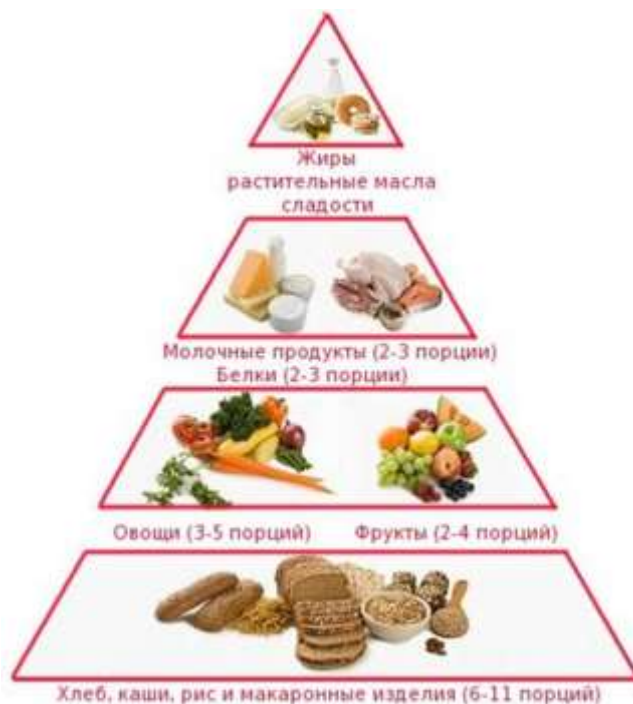 Жиры
растительные масла
сладости
Молочные продукты (2-3 порции)
Белки (2-3 порции)
Овощи (3-5 порций)
Фрукты (2-4 порций)
Хлеб, каши, рис и макаронные изделия (6-11 порций)